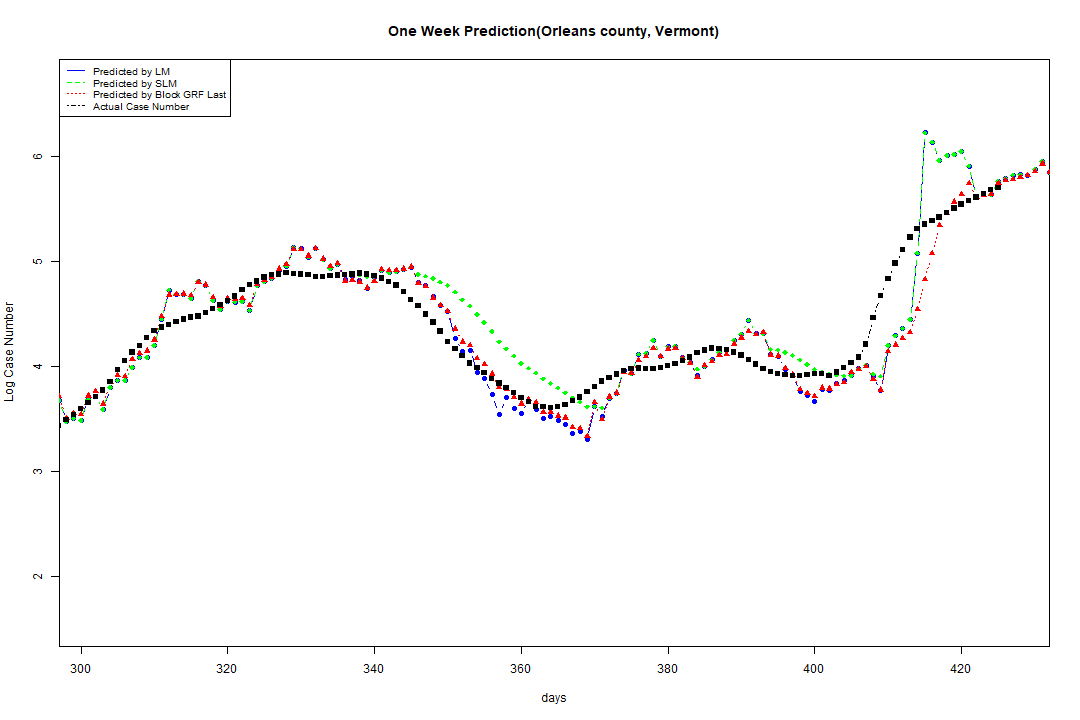 One Week Prediction(Orleans county, Vermont)
Predicted by LM
Predicted by SLM
Predicted by Block GRF Last
Actual Case Number
Log Case Number
6
5
4
3
2
300 320 340 360 380 400 420
days